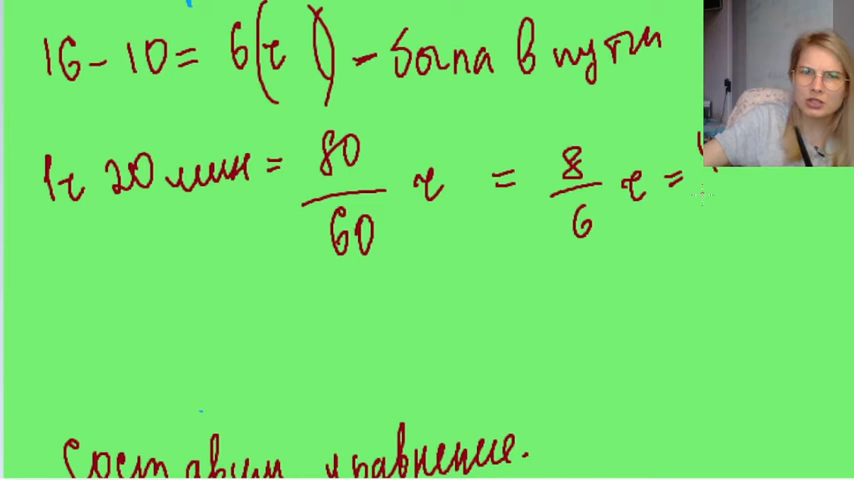 16 - 10 = 6 (ч) - была в пути
1ч 20 мин = 80/60 ч = 8/6 ч =
Составим уравнение.